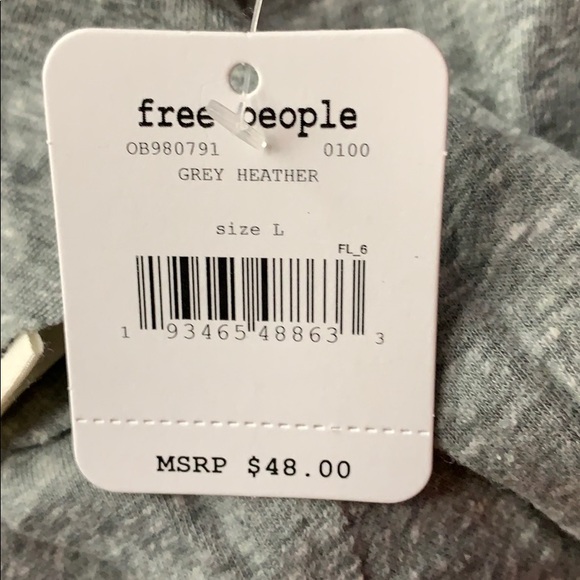 free people
OB980791 0100
GREY HEATHER
size L
FL_6
1 93465 48863 3
MSRP $48.00